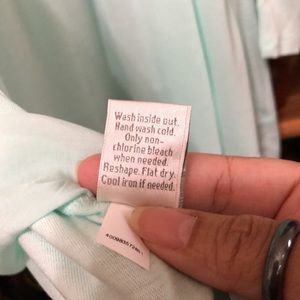 Wash inside out.
Hand wash cold.
Only non-
chlorine bleach
when needed.
Reshape. Flat dry.
Cool iron if needed.